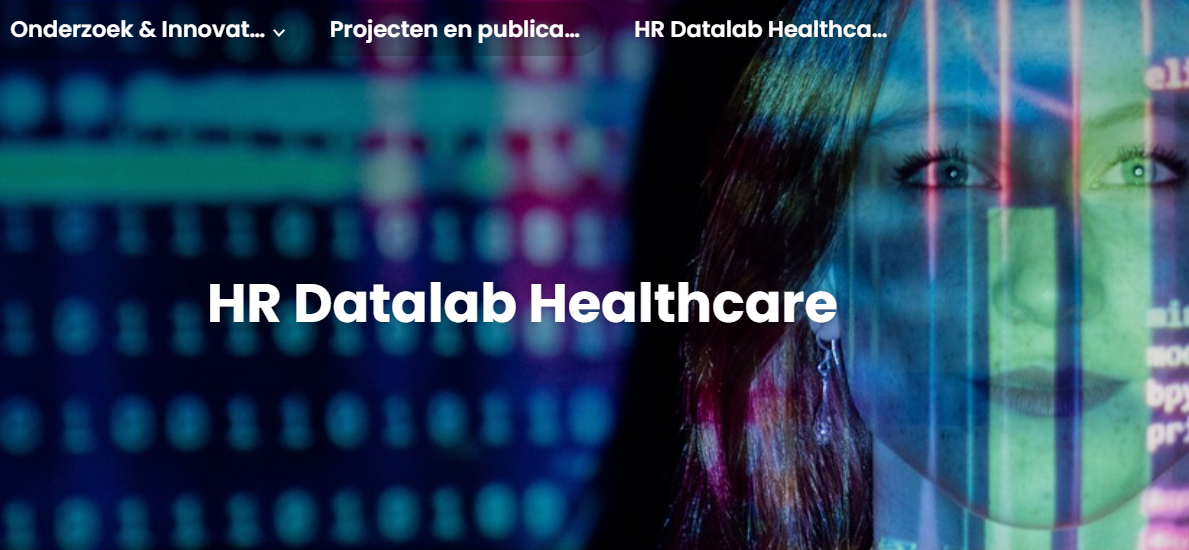 Onderzoek & Innovat...
Projecten en publica...
HR Datalab Healthca...
HR Datalab Healthcare